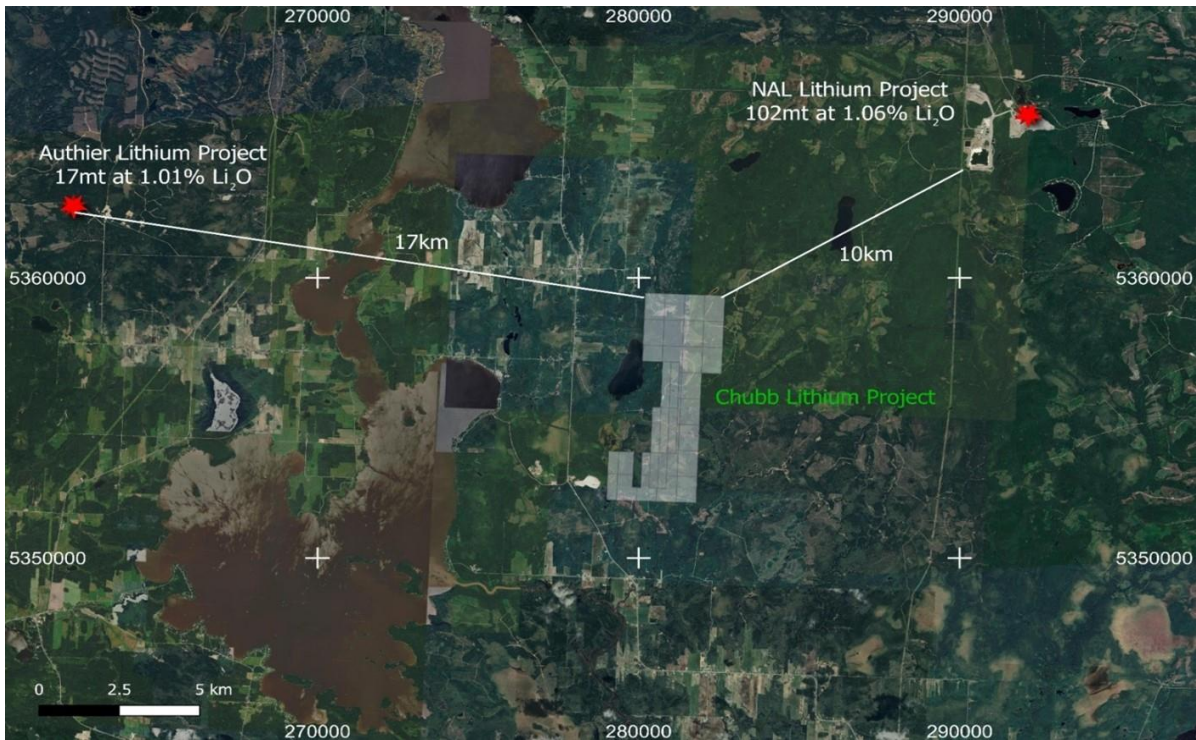 270000 280000 290000
NAL Lithium Project
102mt at 1.06% Li₂O
Authier Lithium Project
17mt at 1.01% Li₂O
17km
10km
5360000 5360000
Chubb Lithium Project
5350000 5350000
0 2.5 5 km
270000 280000 290000